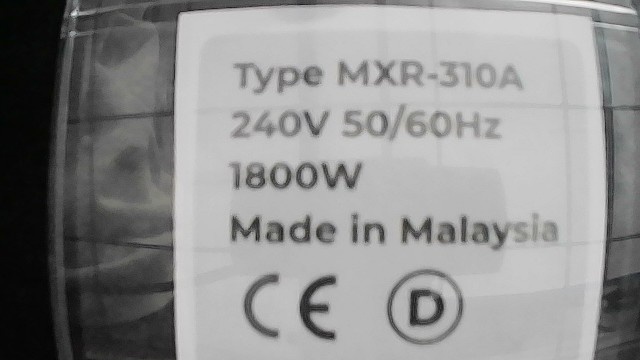 Type MXR-310A
240V 50/60Hz
1800W
Made in Malaysia
CE D